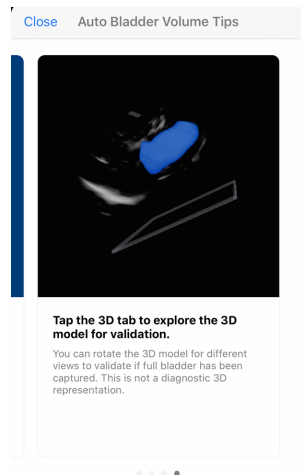 Close Auto Bladder Volume Tips
Tap the 3D tab to explore the 3D
model for validation.
You can rotate the 3D model for different
views to validate if full bladder has been
captured. This is not a diagnostic 3D
representation.